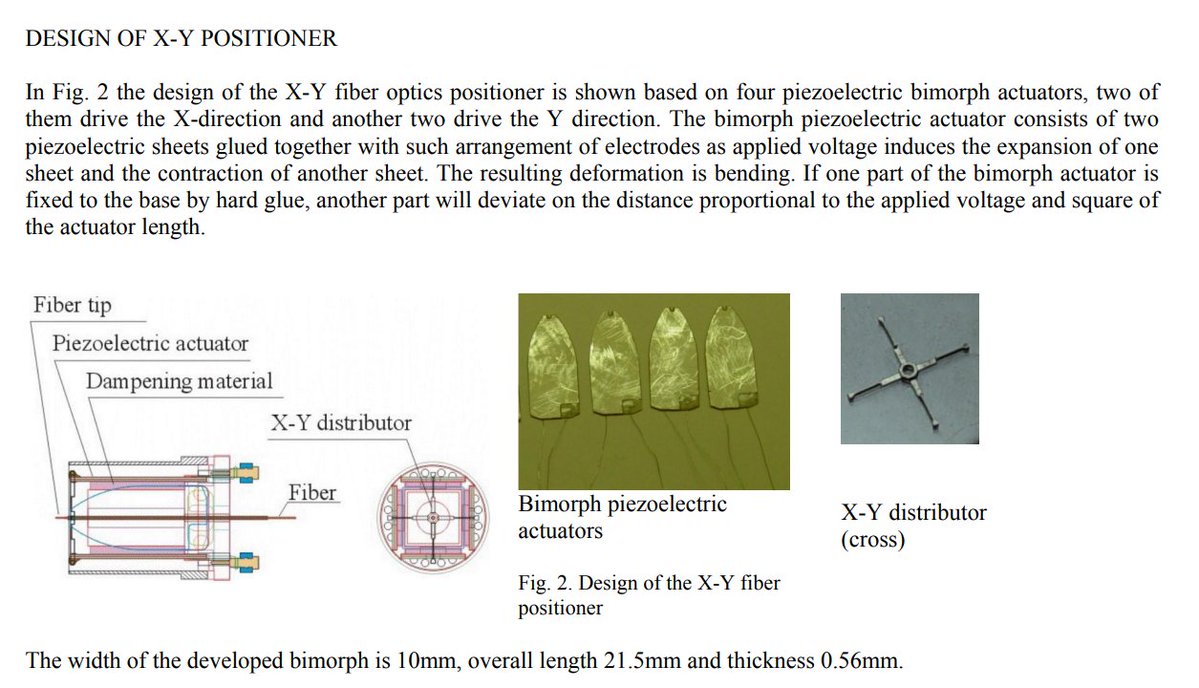 DESIGN OF X-Y POSITIONER
In Fig. 2 the design of the X-Y fiber optics positioner is shown based on four piezoelectric bimorph actuators, two of
them drive the X-direction and another two drive the Y direction. The bimorph piezoelectric actuator consists of two
piezoelectric sheets glued together with such arrangement of electrodes as applied voltage induces the expansion of one
sheet and the contraction of another sheet. The resulting deformation is bending. If one part of the bimorph actuator is
fixed to the base by hard glue, another part will deviate on the distance proportional to the applied voltage and square of
the actuator length.
Fiber tip
Piezoelectric actuator
Dampening material
X-Y distributor
Fiber
Bimorph piezoelectric
actuators
X-Y distributor
(cross)
Fig. 2. Design of the X-Y fiber
positioner
The width of the developed bimorph is 10mm, overall length 21.5mm and thickness 0.56mm.